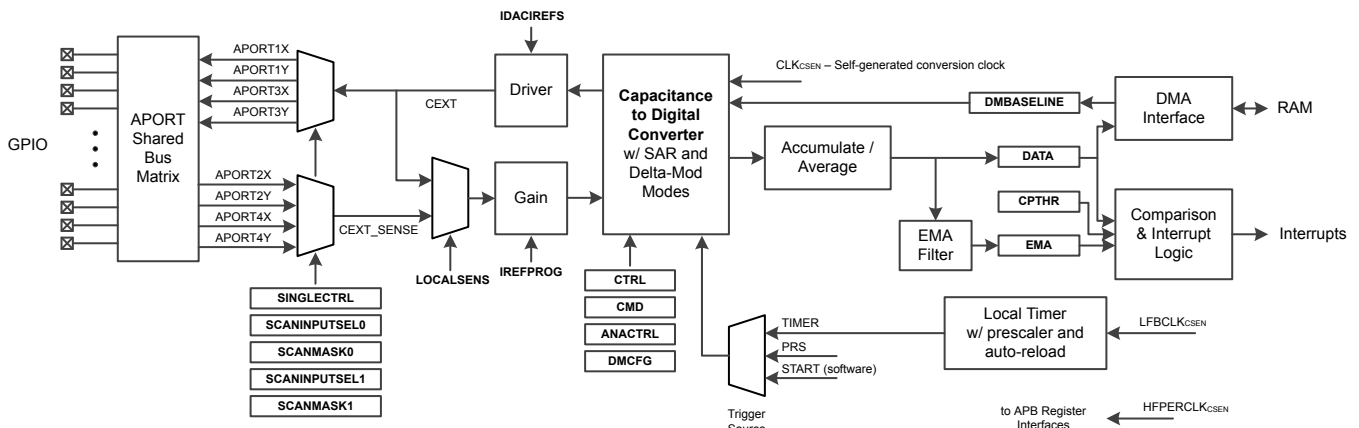 IDACIREFS
GPIO
APORT
Shared
Bus
Matrix
APORT1X
APORT1Y
APORT3X
APORT3Y
APORT2X
APORT2Y
APORT4X
APORT4Y
CEXT
CEXT_SENSE
Driver
Gain
LOCALSENS
IREFPROG
SINGLECTRL
SCANINPUTSEL0
SCANMASK0
SCANINPUTSEL1
SCANMASK1
Capacitance
to Digital
Converter
w/ SAR and
Delta-Mod
Modes
CTRL
CMD
ANACTRL
DMCFG
CLKCSEN – Self-generated conversion clock
DMBASELINE
DMA
Interface
RAM
Accumulate /
Average
DATA
CPTHR
EMA
Filter
EMA
Comparison
& Interrupt
Logic
Interrupts
TIMER
PRS
START (software)
Local Timer
w/ prescaler and
auto-reload
LFBCLKCSEN
Trigger
Source
to APB Register
Interfaces
HFPERCLKCSEN